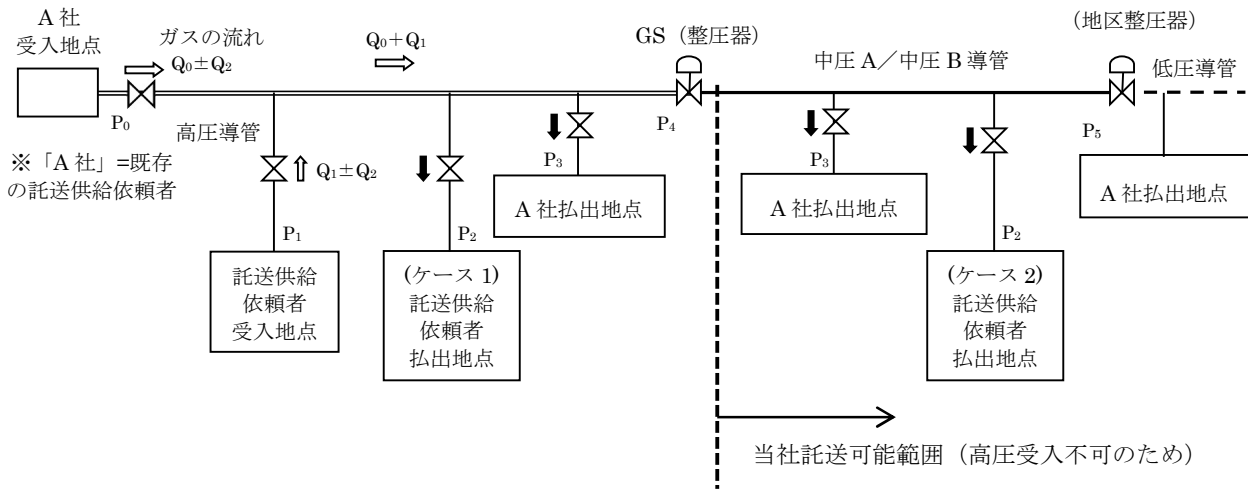 A 社
受入地点
ガスの流れ
Q₀±Q₂
Q₀+Q₁
GS（整圧器）
（地区整圧器）
中圧 A／中圧 B 導管
低圧導管
P₀
高圧導管
P₄
P₅
※「A 社」=既存
の託送供給依頼者
Q₁±Q₂
P₃
P₃
A 社払出地点
A 社払出地点
A 社払出地点
P₁
P₂
P₂
託送供給
依頼者
受入地点
(ケース 1)
託送供給
依頼者
払出地点
(ケース 2)
託送供給
依頼者
払出地点
当社託送可能範囲（高圧受入不可のため）